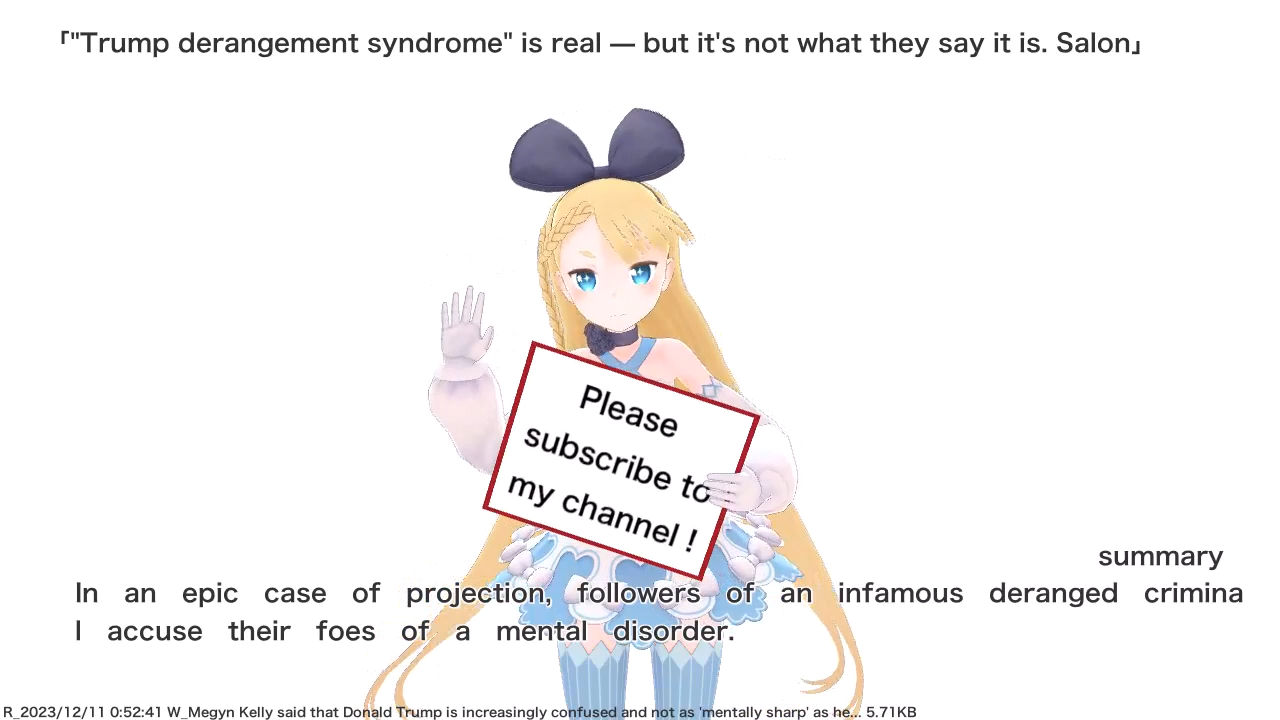 ｢"Trump derangement syndrome" is real — but it's not what they say it is. Salon｣
Please
subscribe to
my channel !
summary
In an epic case of projection, followers of an infamous deranged crimina
l accuse their foes of a mental disorder.
R_2023/12/11 0:52:41 W_Megyn Kelly said that Donald Trump is increasingly confused and not as 'mentally sharp' as he... 5.71KB